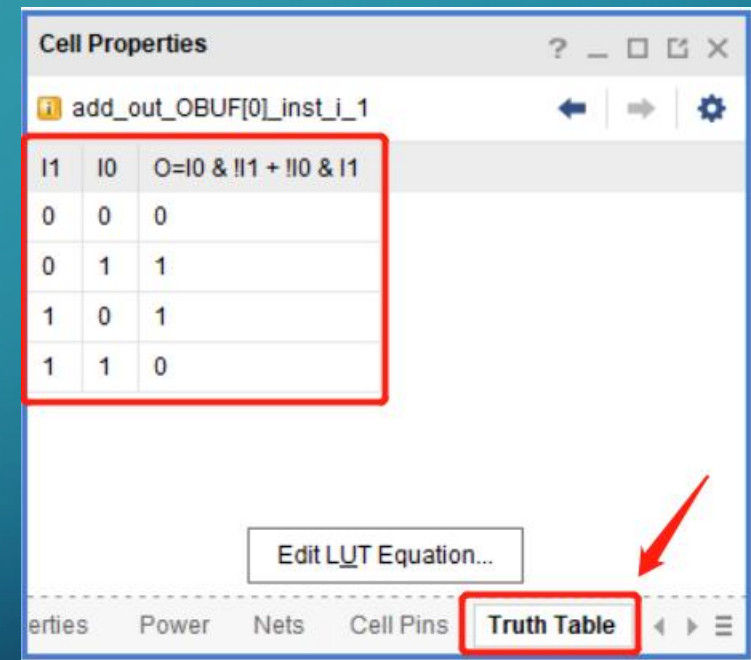 Cell Properties
add_out_OBUF[0]_inst_i_1
I1 I0 O=I0 & !I1 + !I0 & I1
0 0 0
0 1 1
1 0 1
1 1 0
Edit LUT Equation...
erties Power Nets Cell Pins Truth Table